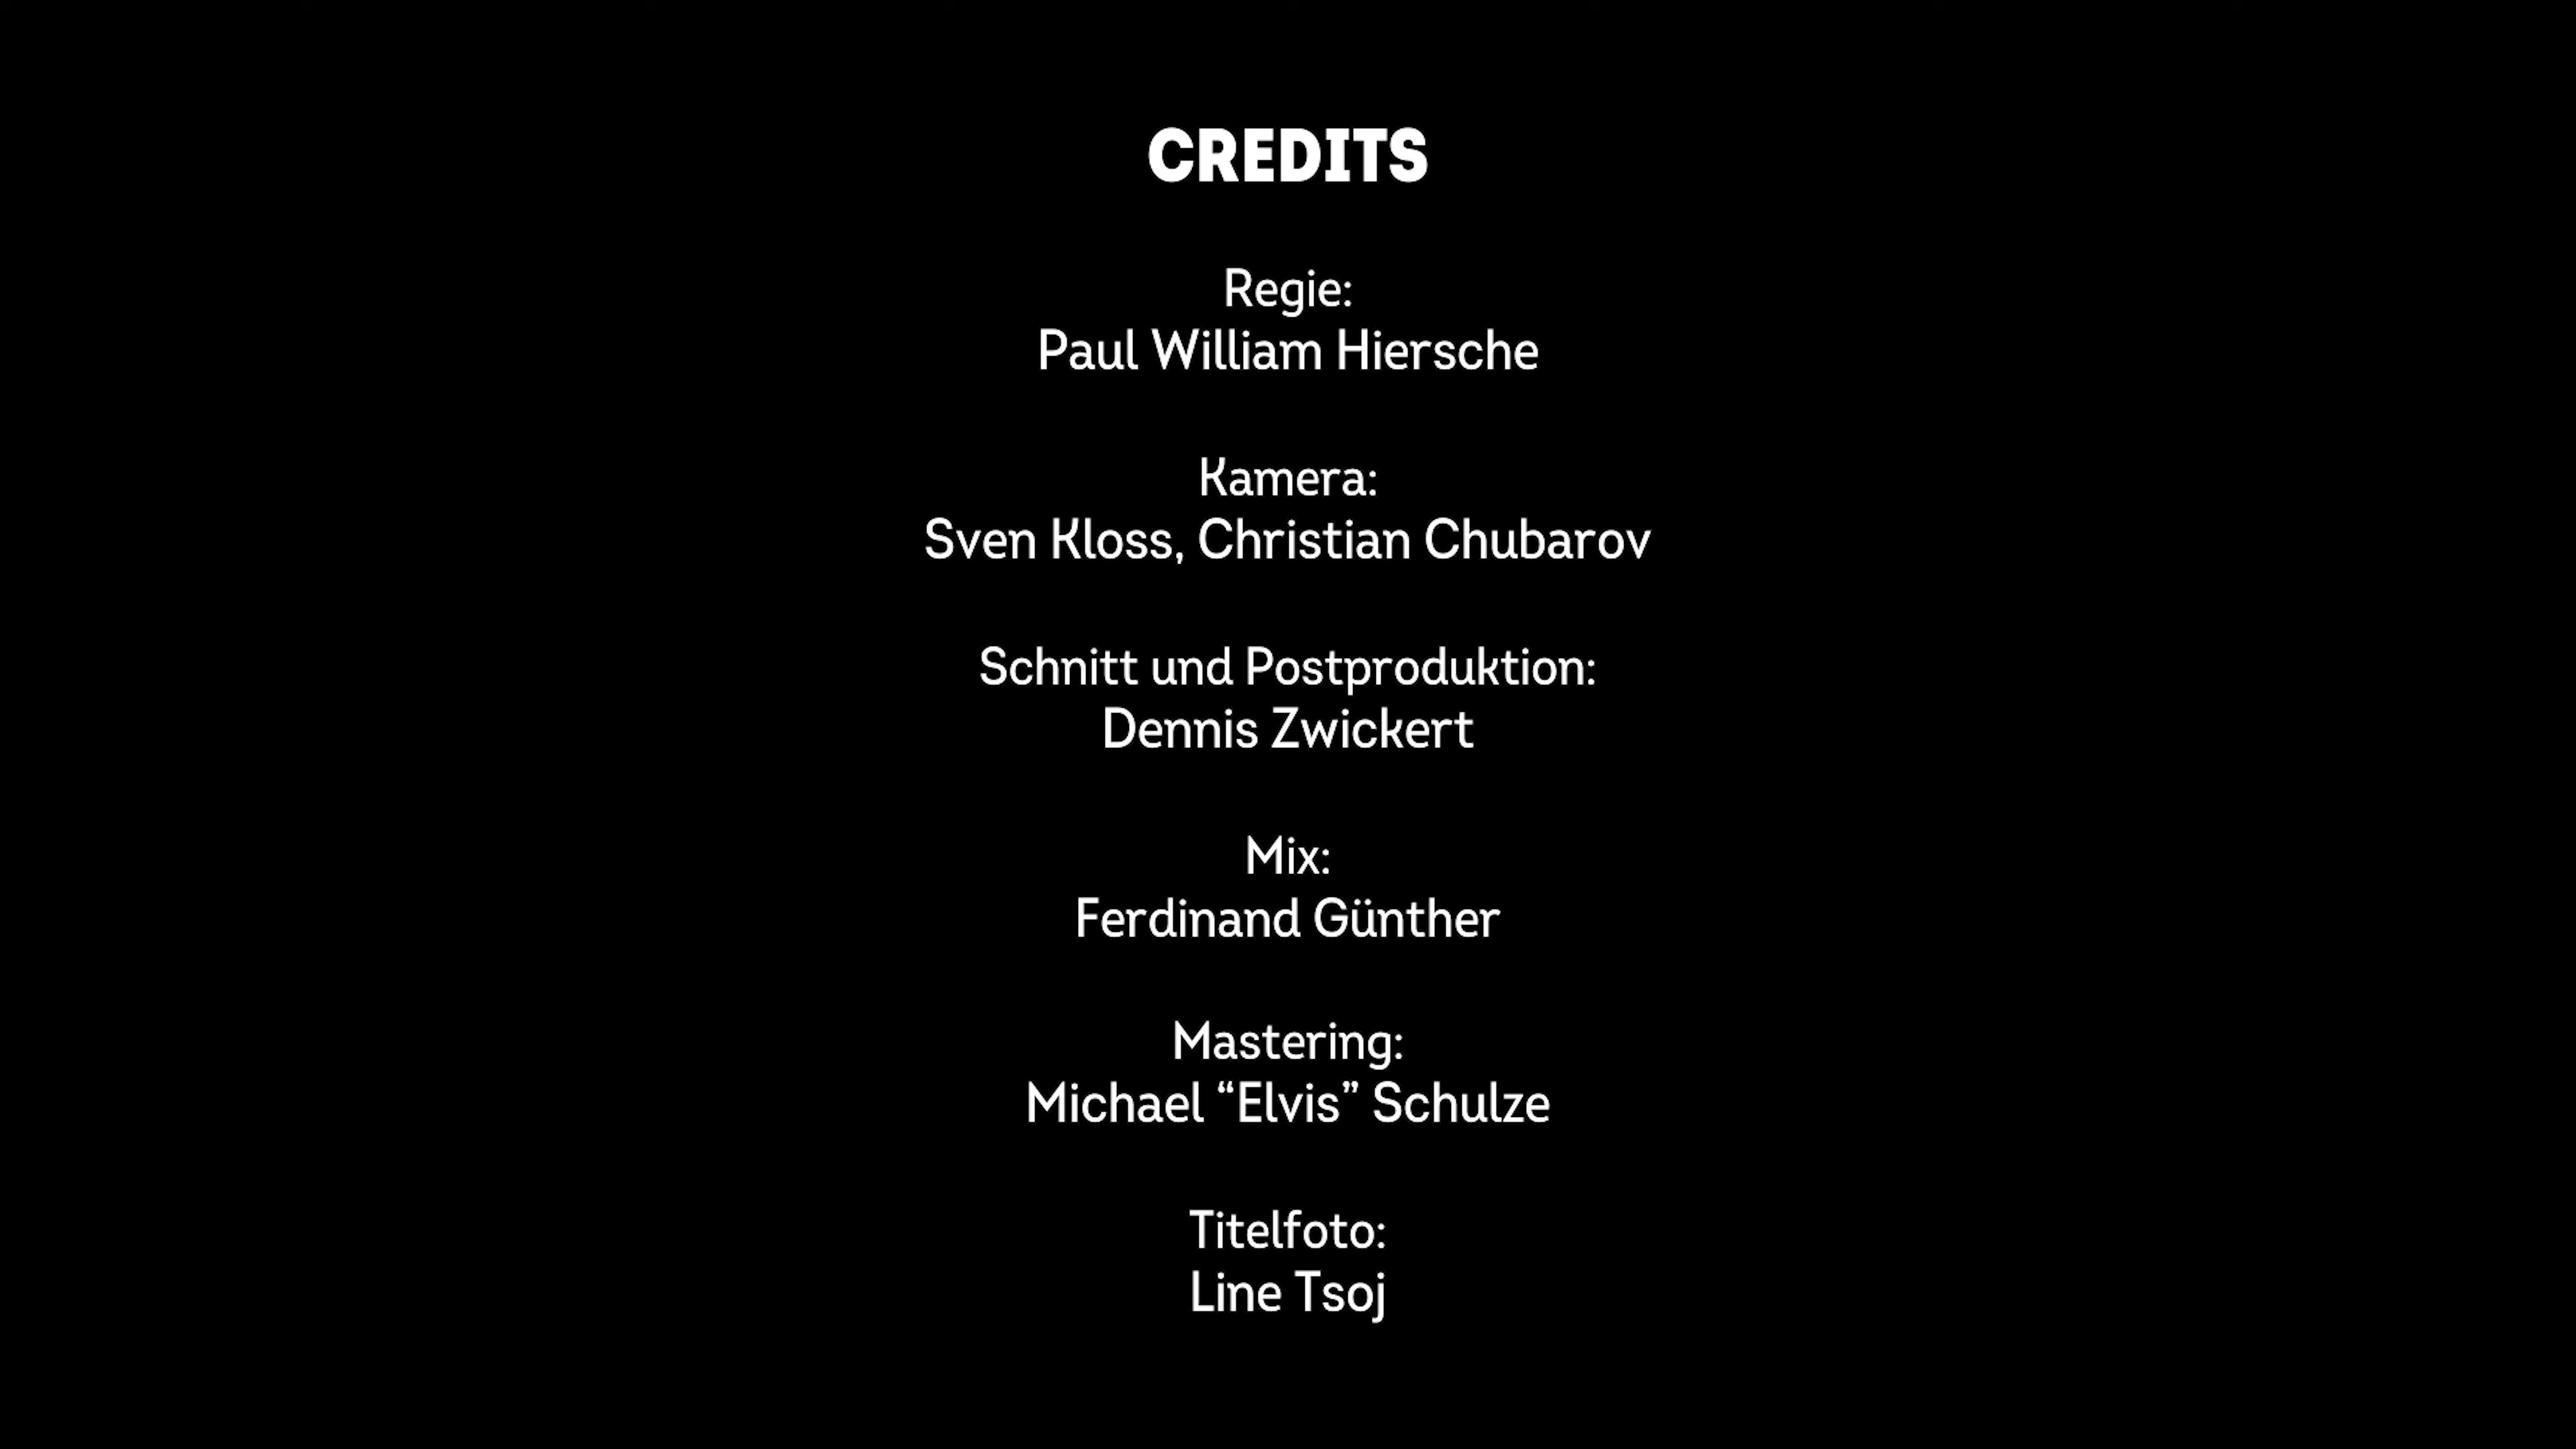 CREDITS
Regie:
Paul William Hiersche
Kamera:
Sven Kloss, Christian Chubarov
Schnitt und Postproduktion:
Dennis Zwickert
Mix:
Ferdinand Günther
Mastering:
Michael “Elvis” Schulze
Titelfoto:
Line Tsoj